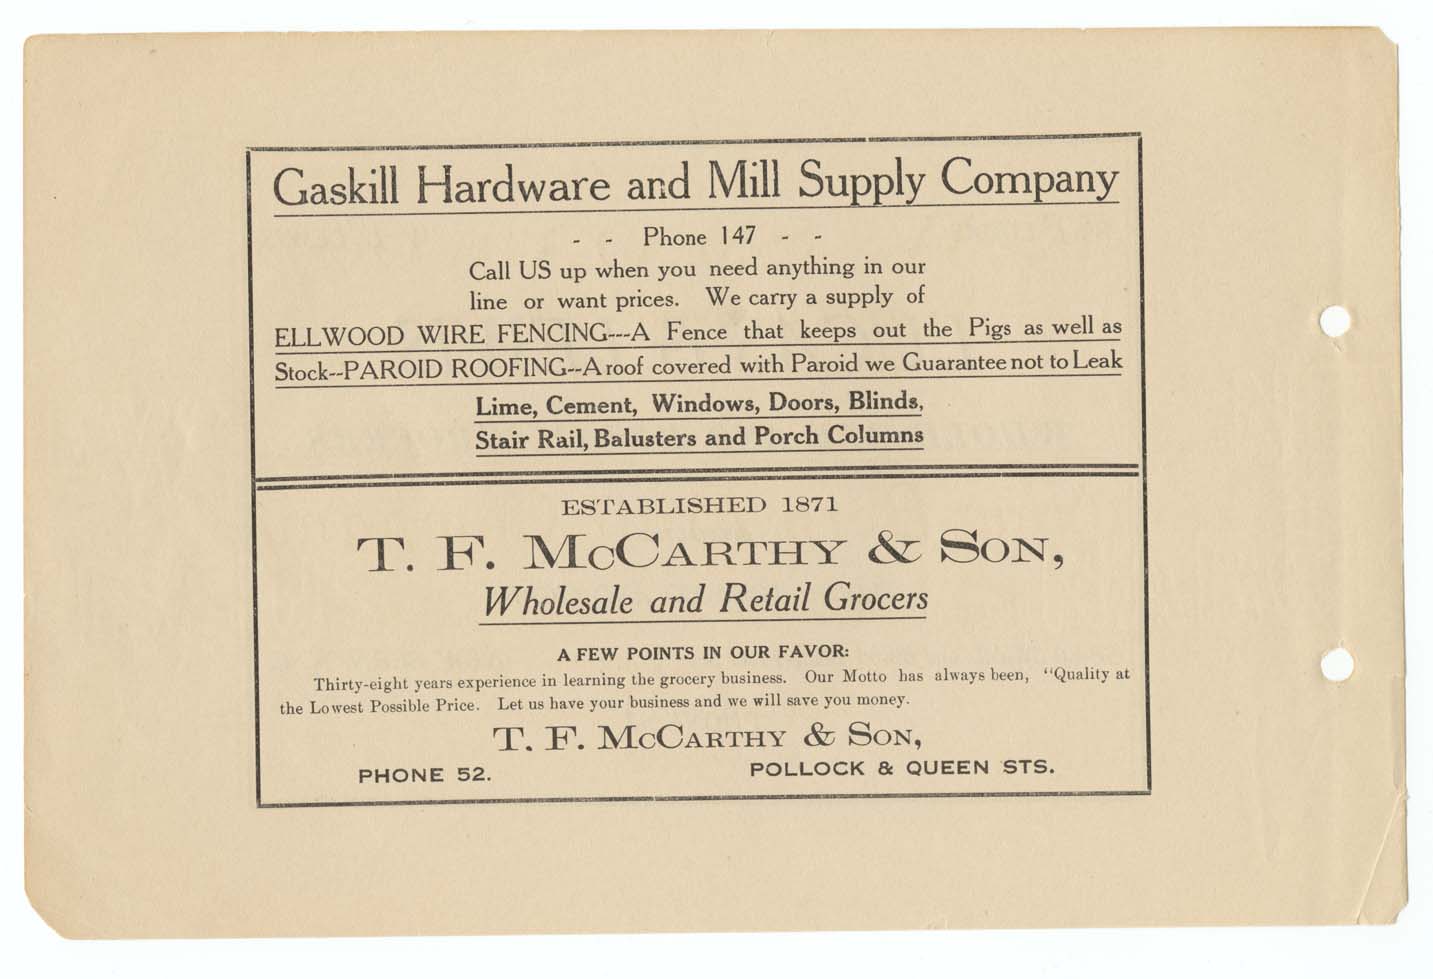 Gaskill Hardware and Mill Supply Company
- - Phone 147 - -
Call US up when you need anything in our
line or want prices. We carry a supply of
ELLWOOD WIRE FENCING---A Fence that keeps out the Pigs as well as
Stock--PAROID ROOFING--A roof covered with Paroid we Guarantee not to Leak
Lime, Cement, Windows, Doors, Blinds,
Stair Rail, Balusters and Porch Columns
ESTABLISHED 1871
T. F. McCarthy & Son,
Wholesale and Retail Grocers
A FEW POINTS IN OUR FAVOR:
Thirty-eight years experience in learning the grocery business. Our Motto has always been, "Quality at
the Lowest Possible Price. Let us have your business and we will save you money.
T. F. McCarthy & Son,
PHONE 52. POLLOCK & QUEEN STS.